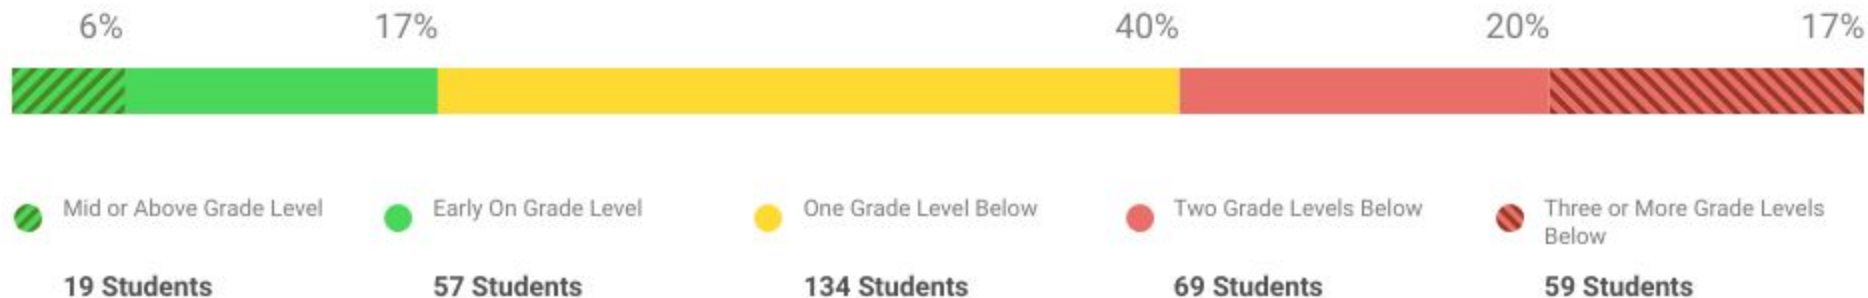 6% 17% 40% 20% 17%
Mid or Above Grade Level
19 Students
Early On Grade Level
57 Students
One Grade Level Below
134 Students
Two Grade Levels Below
69 Students
Three or More Grade Levels
Below
59 Students